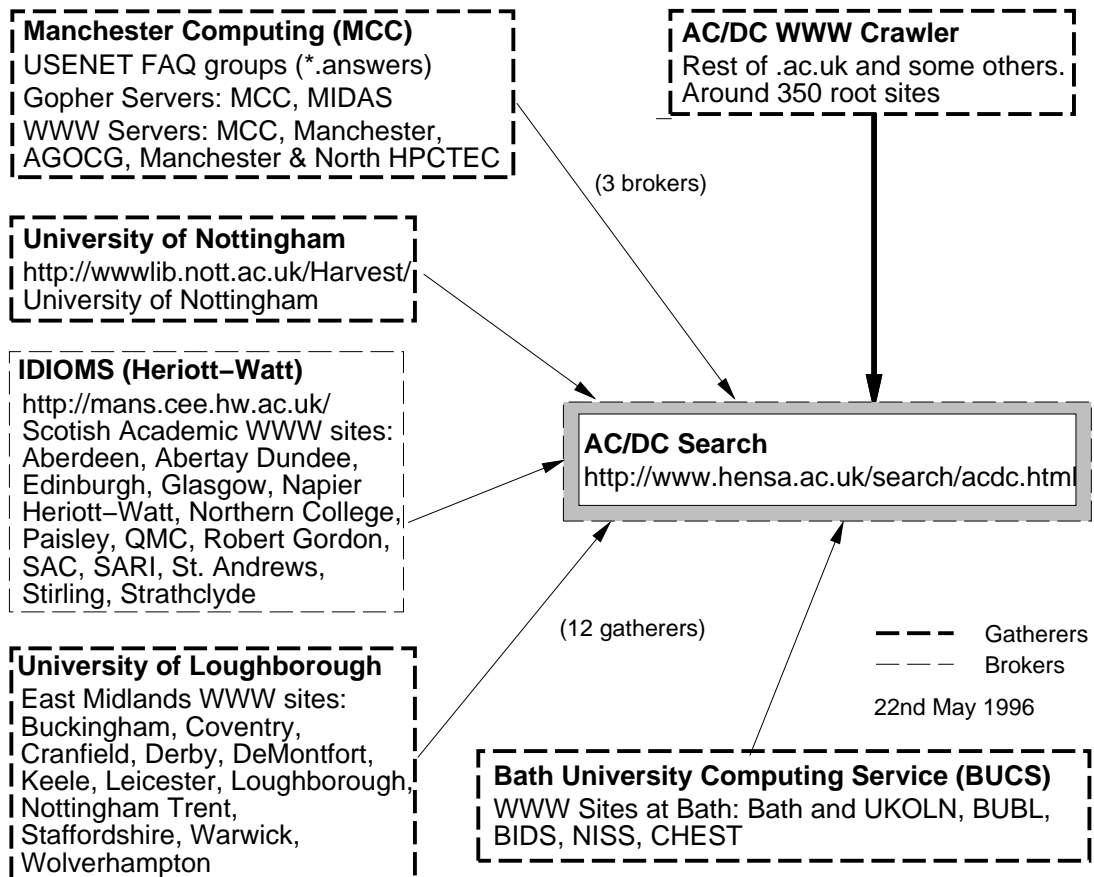 Manchester Computing (MCC)
USENET FAQ groups (*.answers)
Gopher Servers: MCC, MIDAS
WWW Servers: MCC, Manchester,
AGOCG, Manchester & North HPCTEC
AC/DC WWW Crawler
Rest of .ac.uk and some others.
Around 350 root sites
(3 brokers)
University of Nottingham
http://wwwlib.nott.ac.uk/Harvest/
University of Nottingham
IDIOMS (Heriott–Watt)
http://mans.cee.hw.ac.uk/
Scotish Academic WWW sites:
Aberdeen, Abertay Dundee,
Edinburgh, Glasgow, Napier
Heriott–Watt, Northern College,
Paisley, QMC, Robert Gordon,
SAC, SARI, St. Andrews,
Stirling, Strathclyde
AC/DC Search
http://www.hensa.ac.uk/search/acdc.html
(12 gatherers)
University of Loughborough
East Midlands WWW sites:
Buckingham, Coventry,
Cranfield, Derby, DeMontfort,
Keele, Leicester, Loughborough,
Nottingham Trent,
Staffordshire, Warwick,
Wolverhampton
Gatherers
Brokers
22nd May 1996
Bath University Computing Service (BUCS)
WWW Sites at Bath: Bath and UKOLN, BUBL,
BIDS, NISS, CHEST